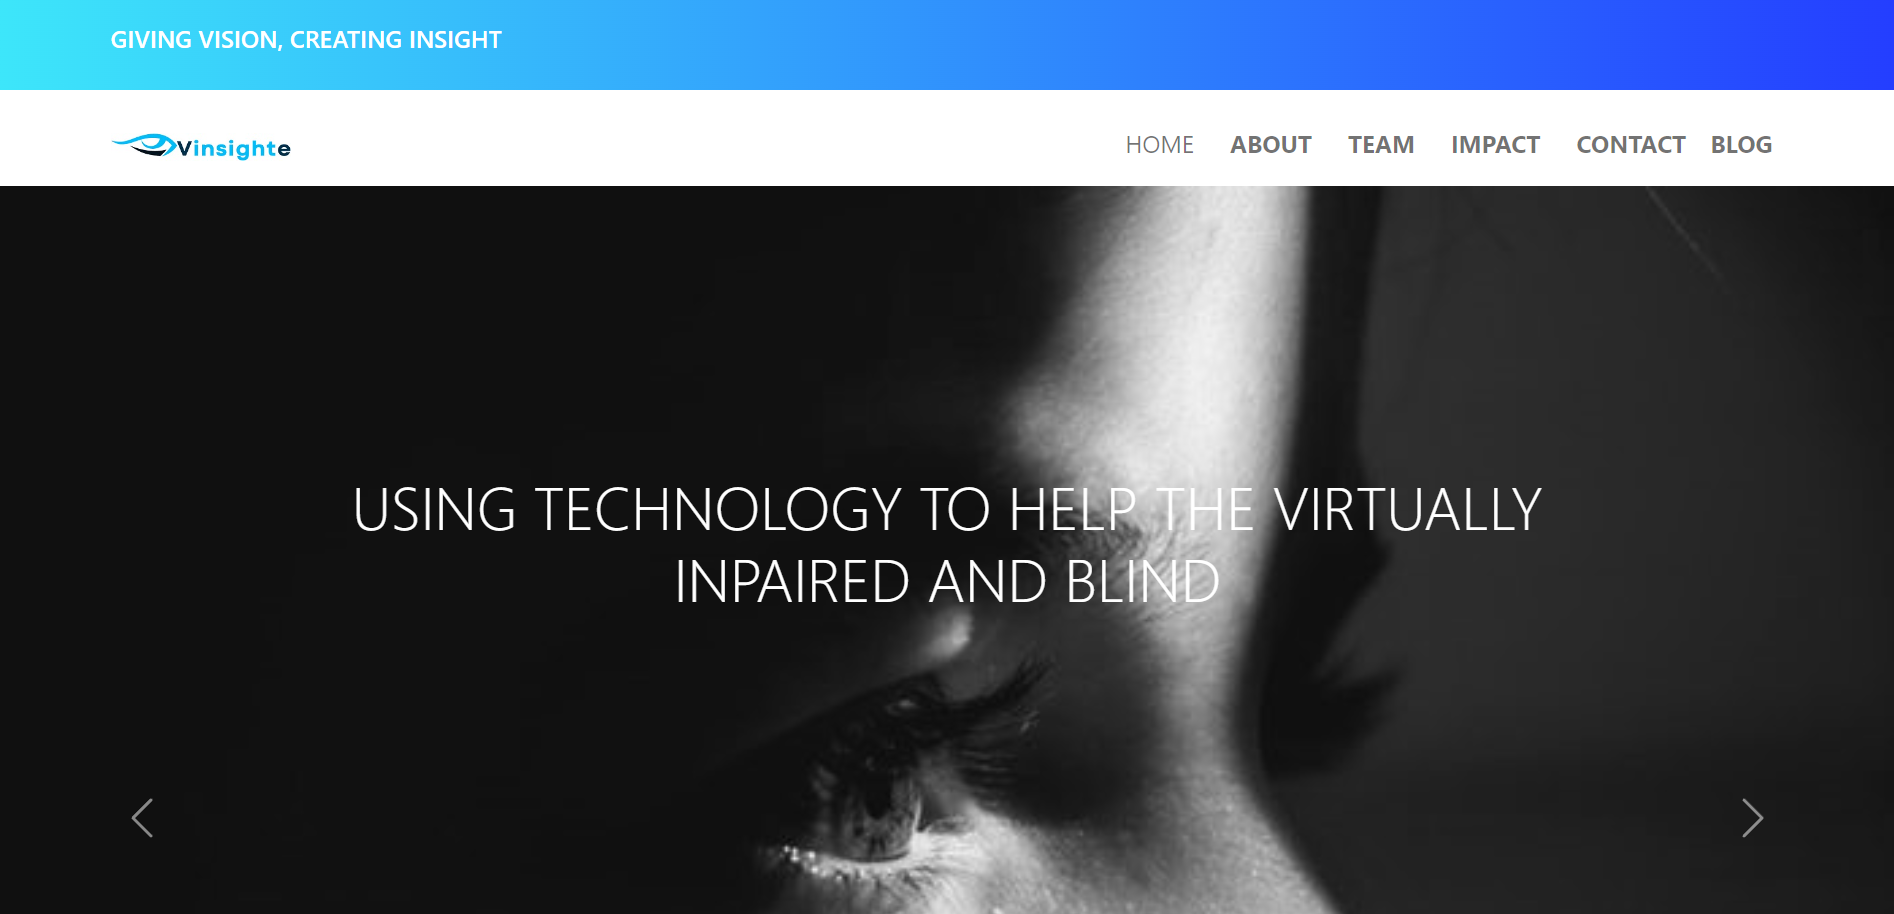 GIVING VISION, CREATING INSIGHT
Vinsighte
HOME ABOUT TEAM IMPACT CONTACT BLOG
USING TECHNOLOGY TO HELP THE VIRTUALLY
INPAIRED AND BLIND